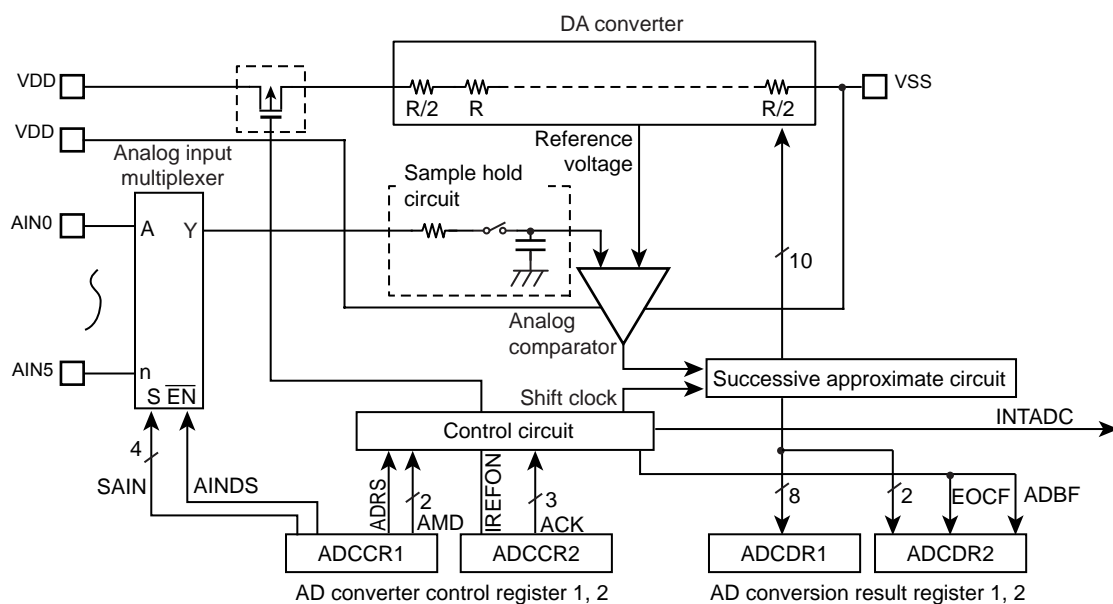 DA converter
VDD
VSS
R/2
R
R/2
VDD
Analog input
multiplexer
Reference
voltage
Sample hold
circuit
AIN0
A
Y
10
Analog
comparator
AIN5
n
S
EN
Successive approximate circuit
Shift clock
INTADC
Control circuit
4
SAIN
AINDS
ADRS
2
AMD
IREFON
3
ACK
8
2
EOCF
ADBF
ADCCR1
ADCCR2
ADCDR1
ADCDR2
AD converter control register 1, 2
AD conversion result register 1, 2